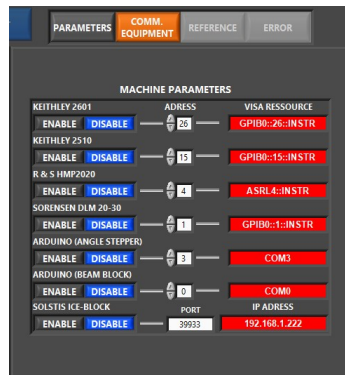 PARAMETERS COMM. EQUIPMENT REFERENCE ERROR
MACHINE PARAMETERS
KEITHLEY 2601 ADRESS VISA RESSOURCE
ENABLE DISABLE 26 GPIB0::26::INSTR
KEITHLEY 2510
ENABLE DISABLE 15 GPIB0::15::INSTR
R & S HMP2020
ENABLE DISABLE 4 ASRL4::INSTR
SORENSEN DLM 20-30
ENABLE DISABLE 1 GPIB0::1::INSTR
ARDUINO (ANGLE STEPPER)
ENABLE DISABLE 3 COM3
ARDUINO (BEAM BLOCK)
ENABLE DISABLE 0 COM0
SOLSTIS ICE-BLOCK PORT IP ADRESS
ENABLE DISABLE 39933 192.168.1.222